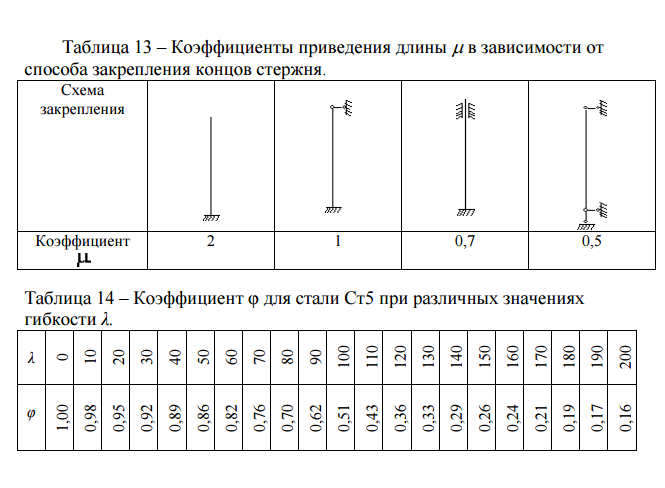 Таблица 13 – Коэффициенты приведения длины μ в зависимости от
способа закрепления концов стержня.
Схема
закрепления
Коэффициент 2 1 0,7 0,5
μ
Таблица 14 – Коэффициент φ для стали Ст5 при различных значениях
гибкости λ.
λ 0 10 20 30 40 50 60 70 80 90 100 110 120 130 140 150 160 170 180 190 200
φ 1,00 0,98 0,95 0,92 0,89 0,86 0,82 0,76 0,70 0,62 0,51 0,43 0,36 0,33 0,29 0,26 0,24 0,21 0,19 0,17 0,16